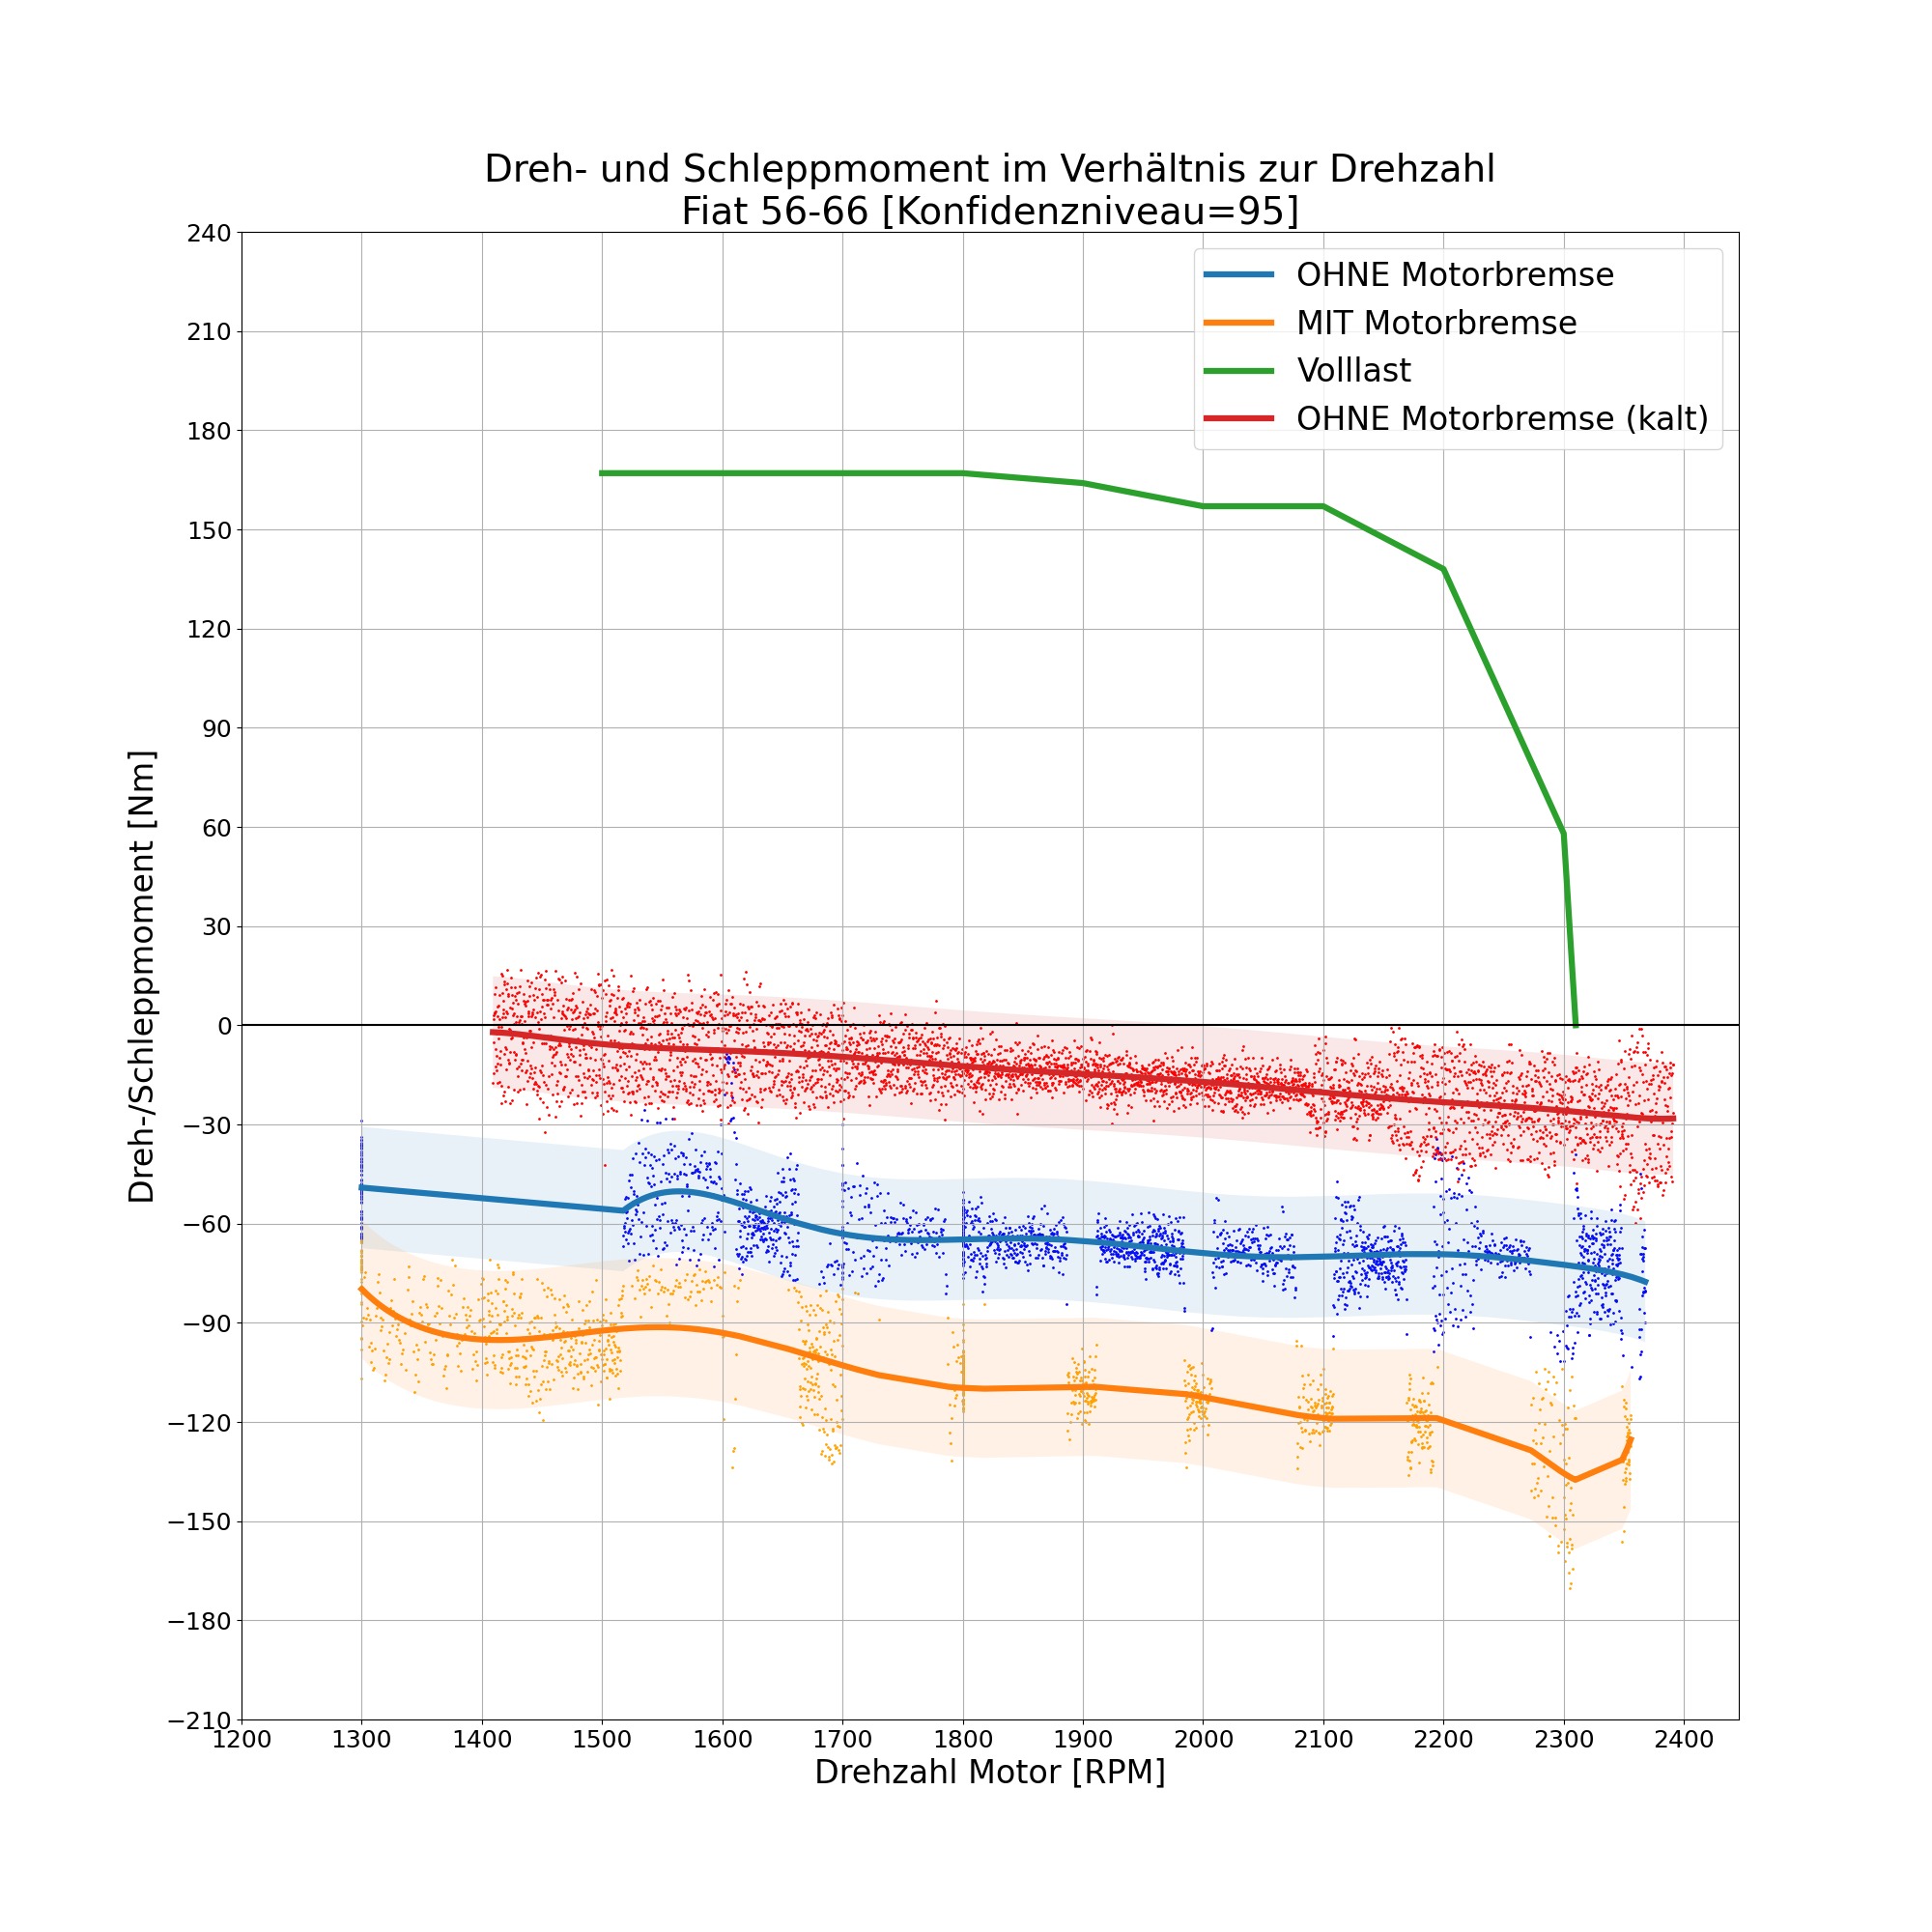 Dreh- und Schleppmoment im Verhältnis zur Drehzahl
Fiat 56-66 [Konfidenzniveau=95]
OHNE Motorbremse
MIT Motorbremse
Volllast
OHNE Motorbremse (kalt)
Dreh-/Schleppmoment [Nm]
240
210
180
150
120
90
60
30
0
−30
−60
−90
−120
−150
−180
−210
1200 1300 1400 1500 1600 1700 1800 1900 2000 2100 2200 2300 2400
Drehzahl Motor [RPM]